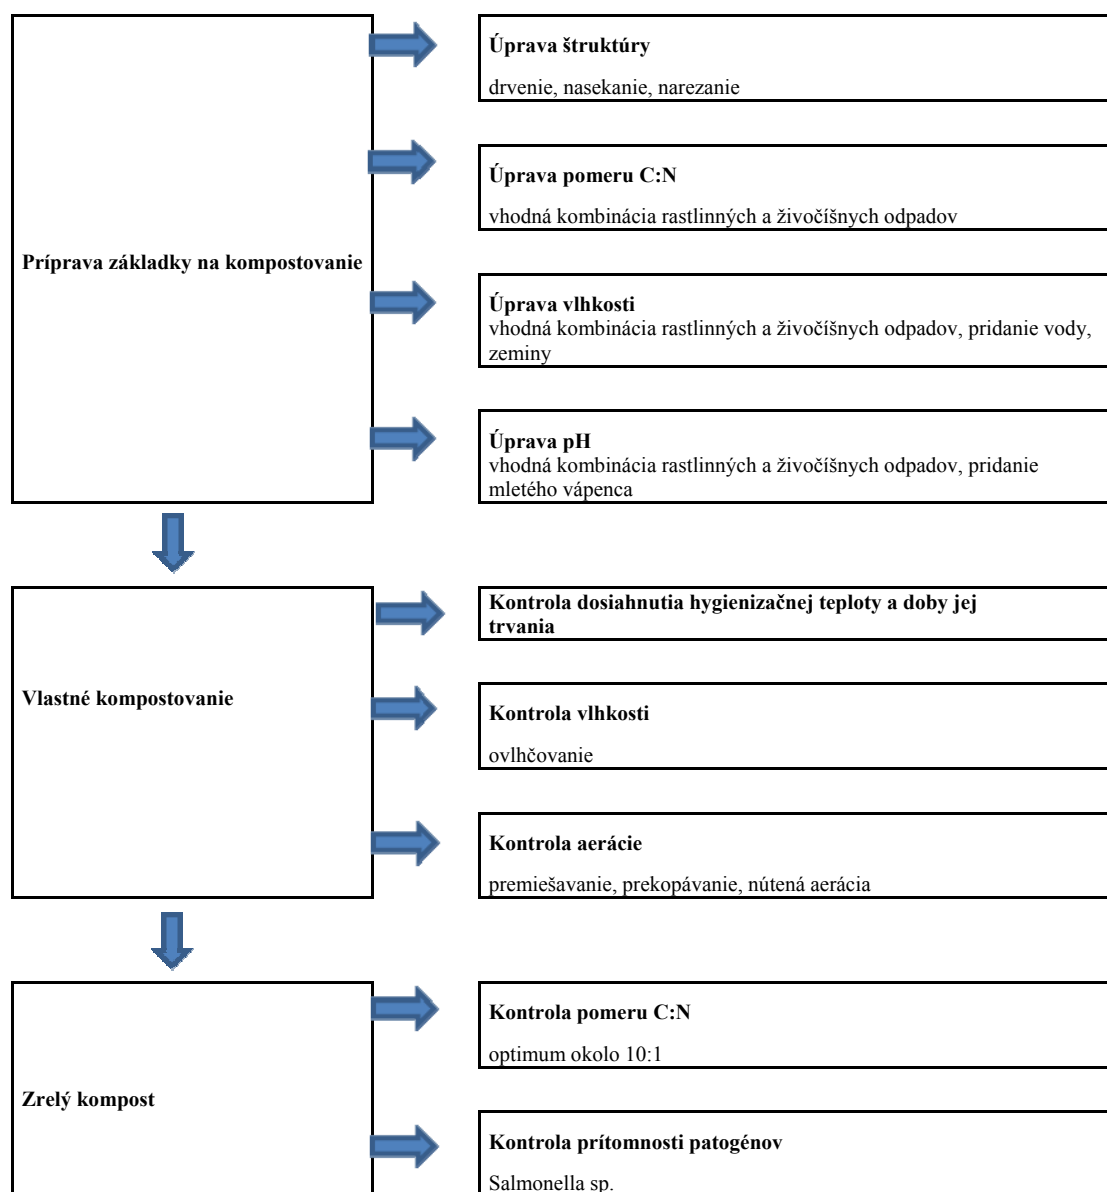 Úprava štruktúry
drvenie, nasekanie, narezanie
Úprava pomeru C:N
vhodná kombinácia rastlinných a živočíšnych odpadov
Príprava základky na kompostovanie
Úprava vlhkosti
vhodná kombinácia rastlinných a živočíšnych odpadov, pridanie vody,
zeminy
Úprava pH
vhodná kombinácia rastlinných a živočíšnych odpadov, pridanie
mletého vápenca
Kontrola dosiahnutia hygienizačnej teploty a doby jej
trvania
Vlastné kompostovanie
Kontrola vlhkosti
ovlhčovanie
Kontrola aerácie
premiešavanie, prekopávanie, nútená aerácia
Kontrola pomeru C:N
optimum okolo 10:1
Zrelý kompost
Kontrola prítomnosti patogénov
Salmonella sp.